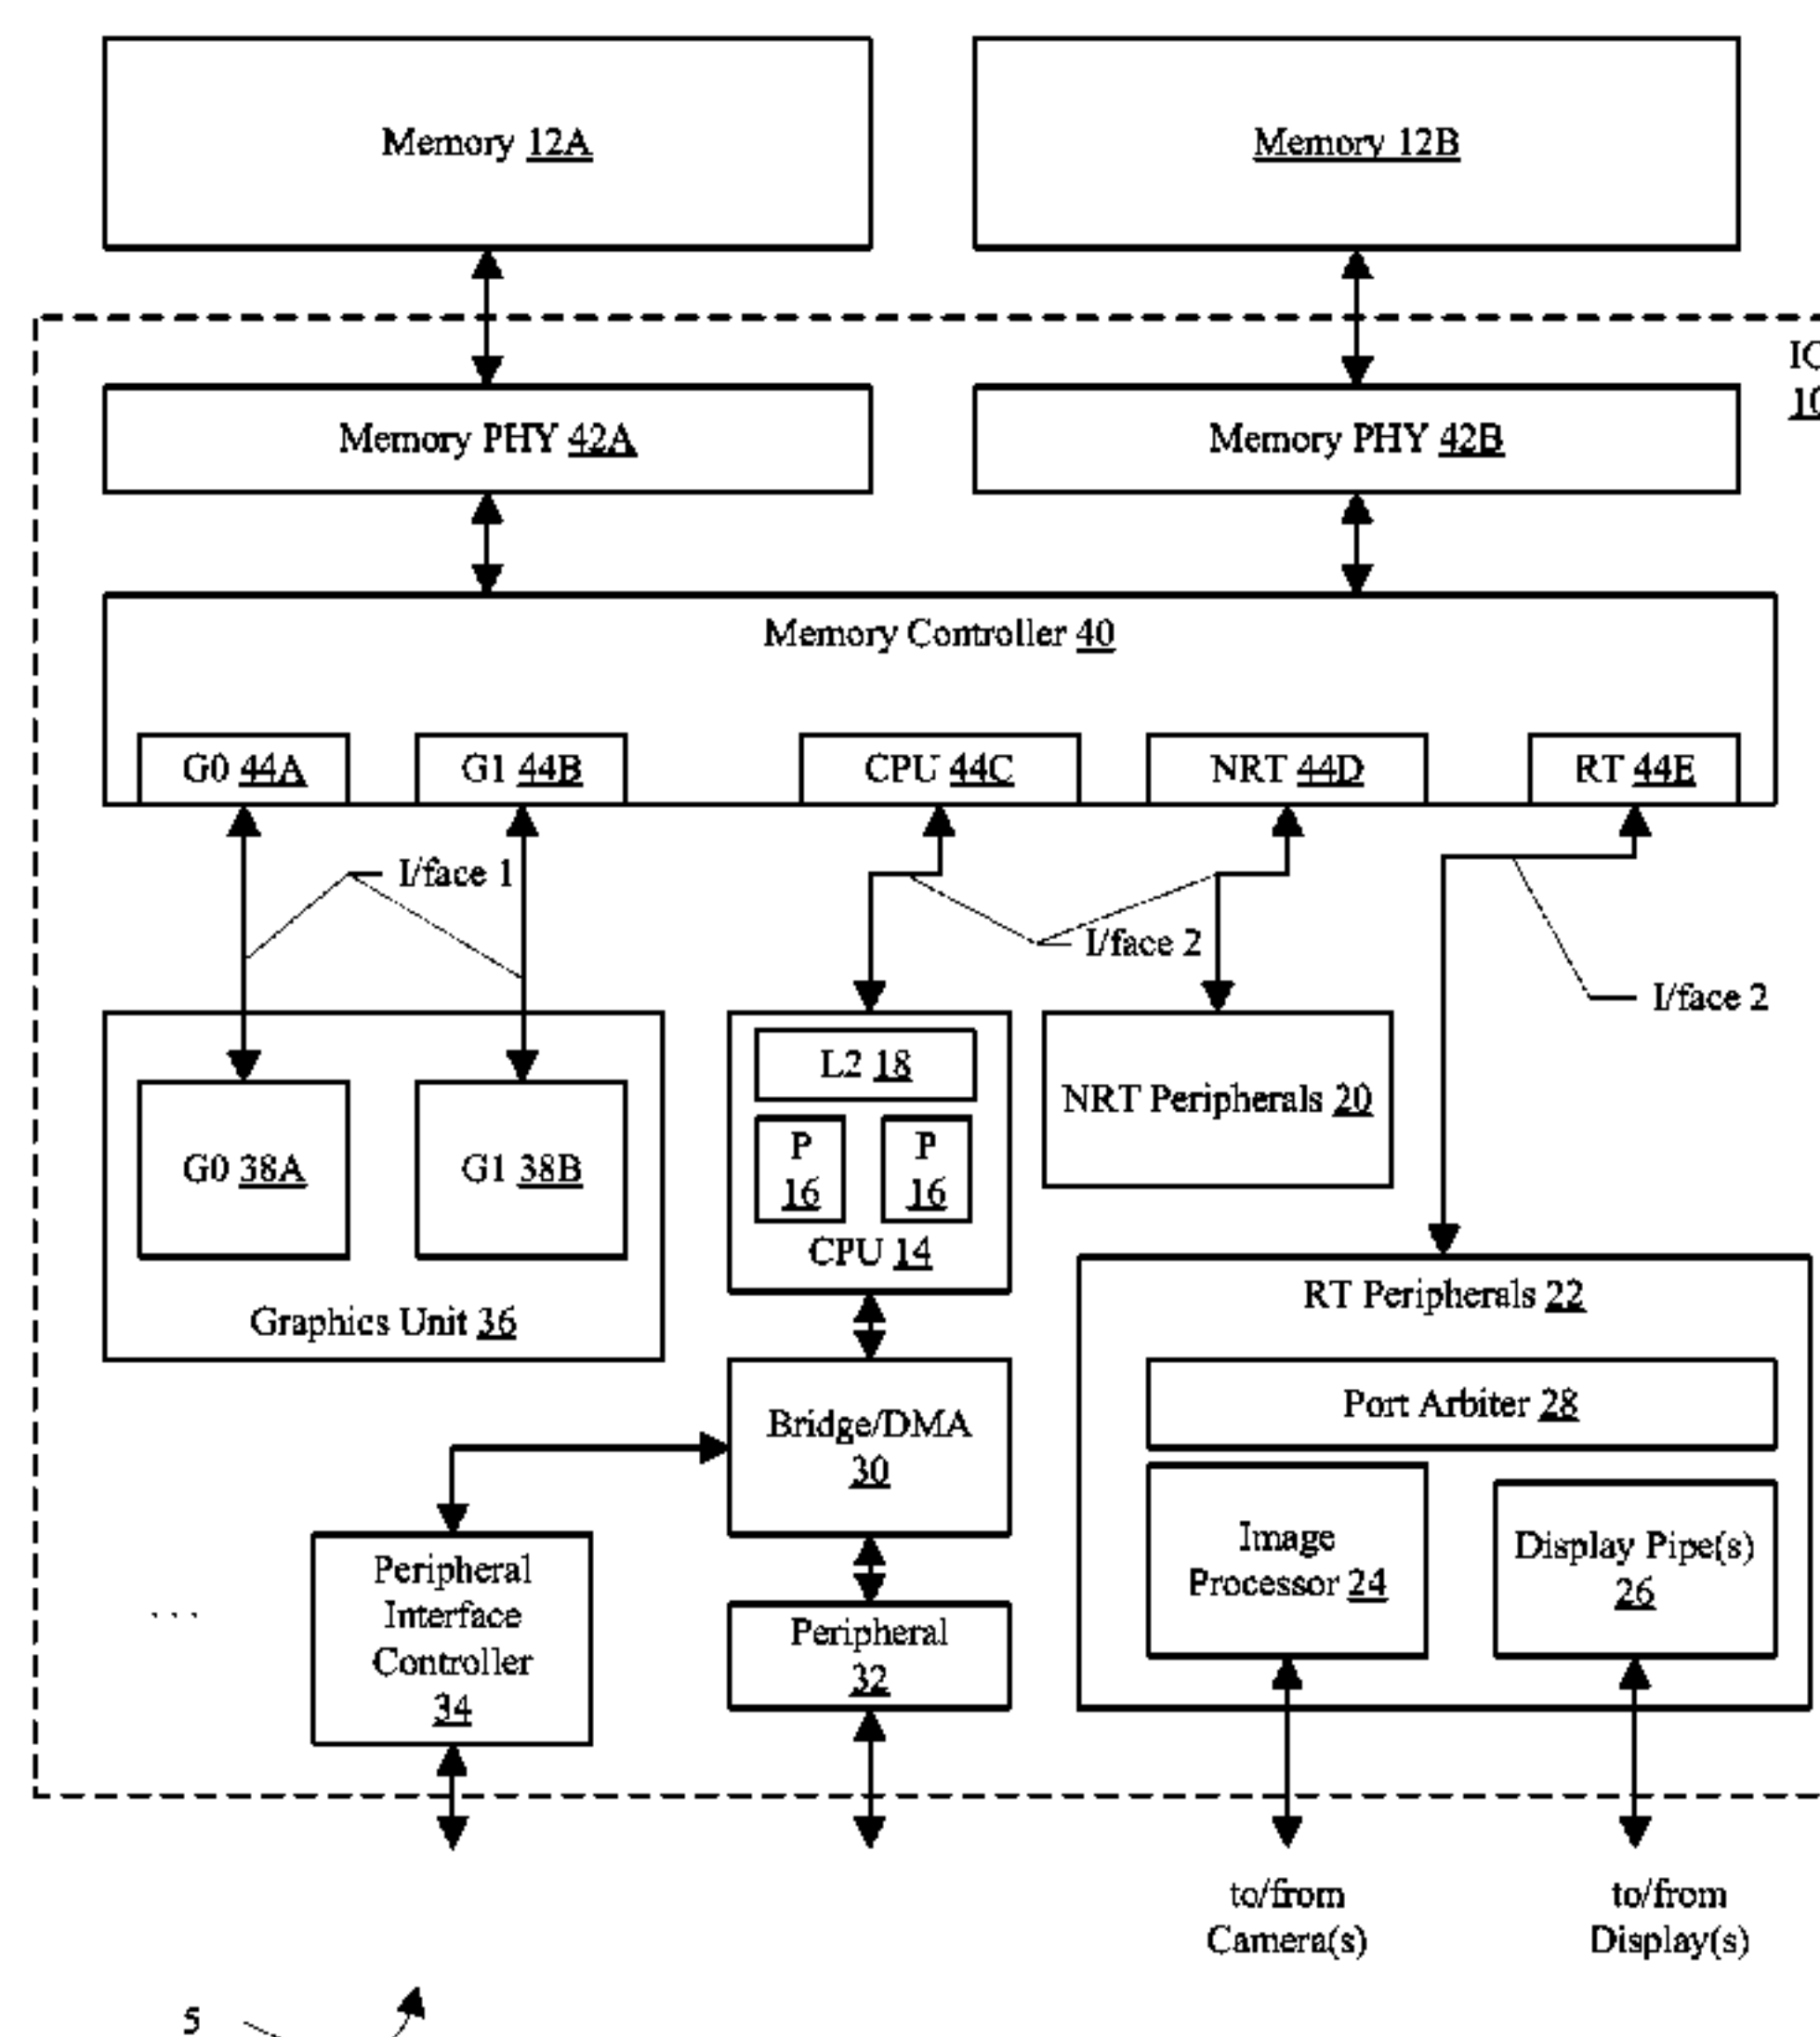 Memory 12A
Memory 12B
Memory PHY 42A
Memory PHY 42B
Memory Controller 40
G0 44A
G1 44B
CPU 44C
NRT 44D
RT 44E
I/face 1
I/face 2
I/face 2
L2 18
P
16
P
16
CPU 14
NRT Peripherals 20
G0 38A
G1 38B
Graphics Unit 36
RT Peripherals 22
Port Arbiter 28
Bridge/DMA
30
Image
Processor 24
Display Pipe(s)
26
Peripheral
Interface
Controller
34
. . .
Peripheral
32
to/from
Camera(s)
to/from
Display(s)
5